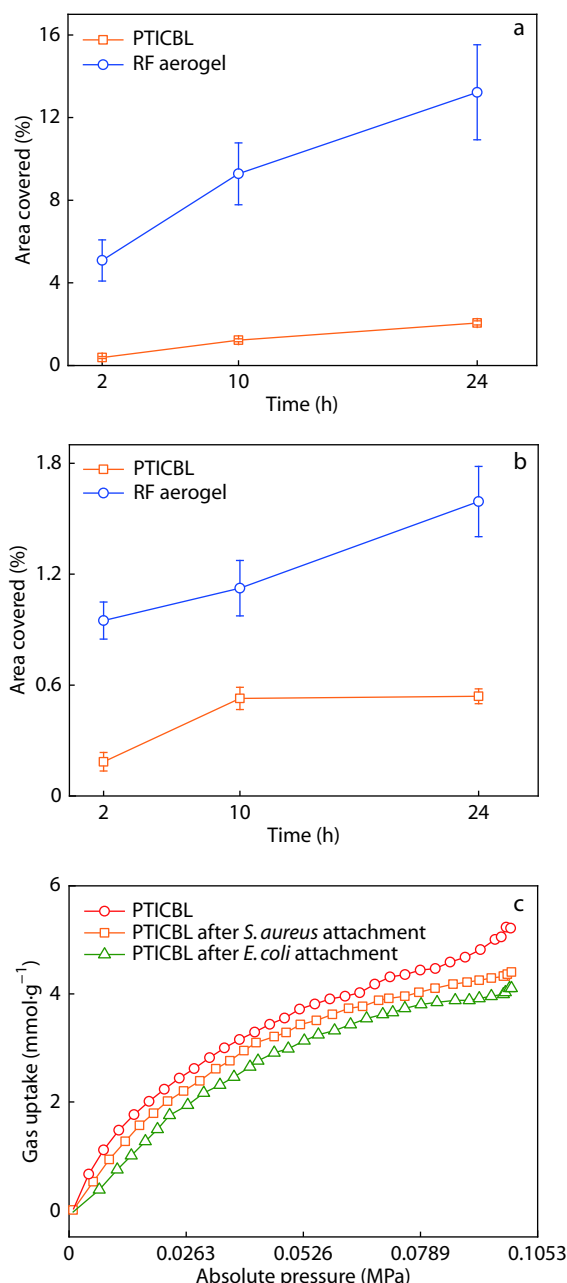 a
PTICBL
RF aerogel
16
12
8
4
0
Area covered (%)
2 10 24
Time (h)
b
PTICBL
RF aerogel
1.8
1.2
0.6
0
Area covered (%)
2 10 24
Time (h)
c
PTICBL
PTICBL after S. aureus attachment
PTICBL after E. coli attachment
6
4
2
0
Gas uptake (mmol·g⁻¹)
0 0.0263 0.0526 0.0789 0.1053
Absolute pressure (MPa)